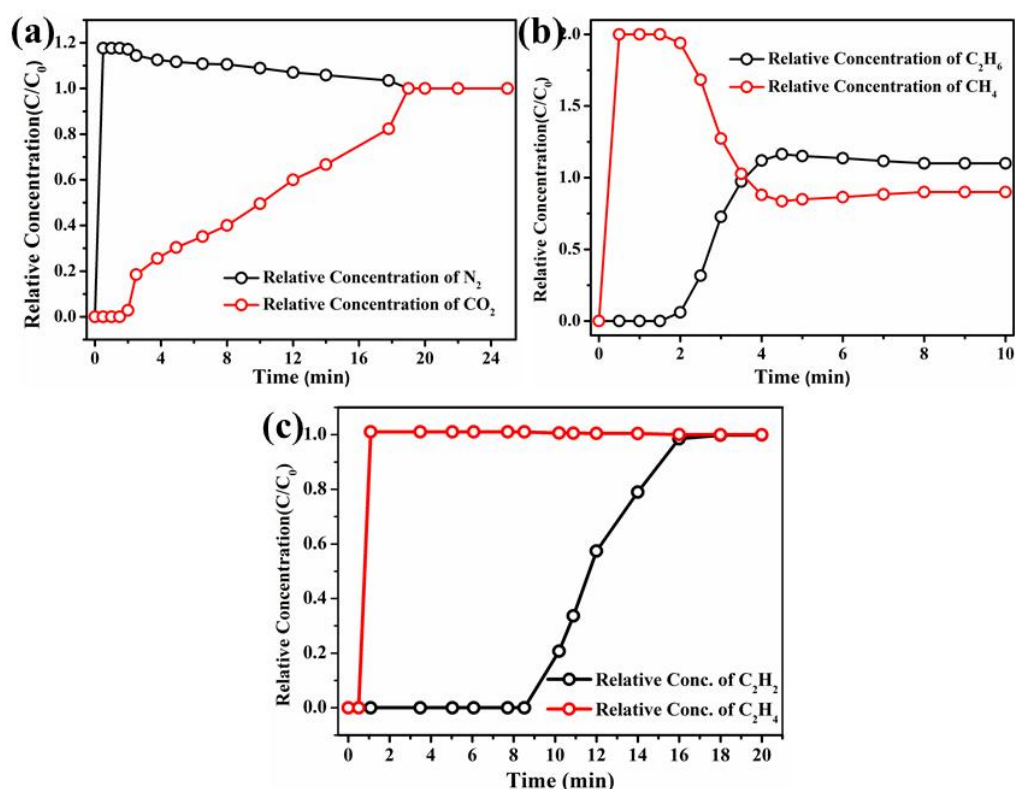 (a)
Relative Concentration(C/C₀)
1.2
1.0
0.8
0.6
0.4
0.2
0.0
Relative Concentration of N₂
Relative Concentration of CO₂
0 4 8 12 16 20 24
Time (min)
(b)
Relative Concentration(C/C₀)
2.0
1.5
1.0
0.5
0.0
Relative Concentration of C₂H₆
Relative Concentration of CH₄
0 2 4 6 8 10
Time (min)
(c)
Relative Concentration(C/C₀)
1.0
0.8
0.6
0.4
0.2
0.0
Relative Conc. of C₂H₂
Relative Conc. of C₂H₄
0 2 4 6 8 10 12 14 16 18 20
Time (min)